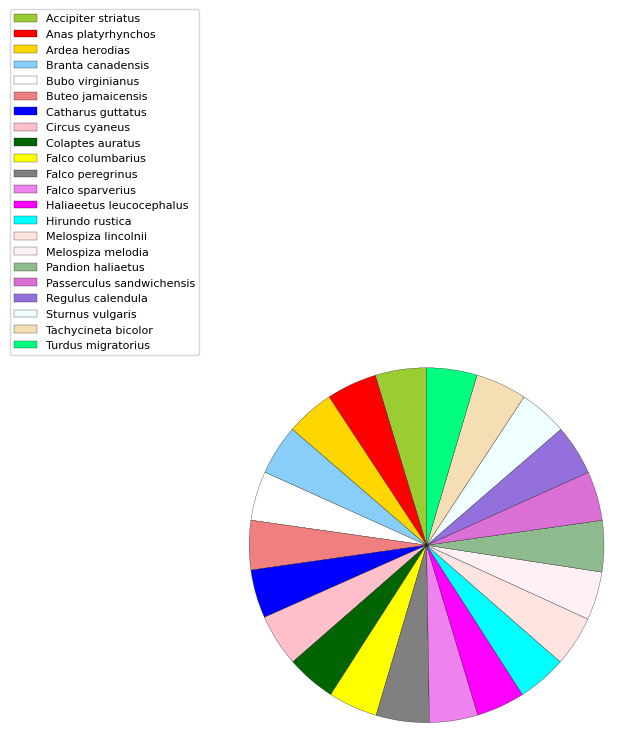 Accipiter striatus
Anas platyrhynchos
Ardea herodias
Branta canadensis
Bubo virginianus
Buteo jamaicensis
Catharus guttatus
Circus cyaneus
Colaptes auratus
Falco columbarius
Falco peregrinus
Falco sparverius
Haliaeetus leucocephalus
Hirundo rustica
Melospiza lincolnii
Melospiza melodia
Pandion haliaetus
Passerculus sandwichensis
Regulus calendula
Sturnus vulgaris
Tachycineta bicolor
Turdus migratorius